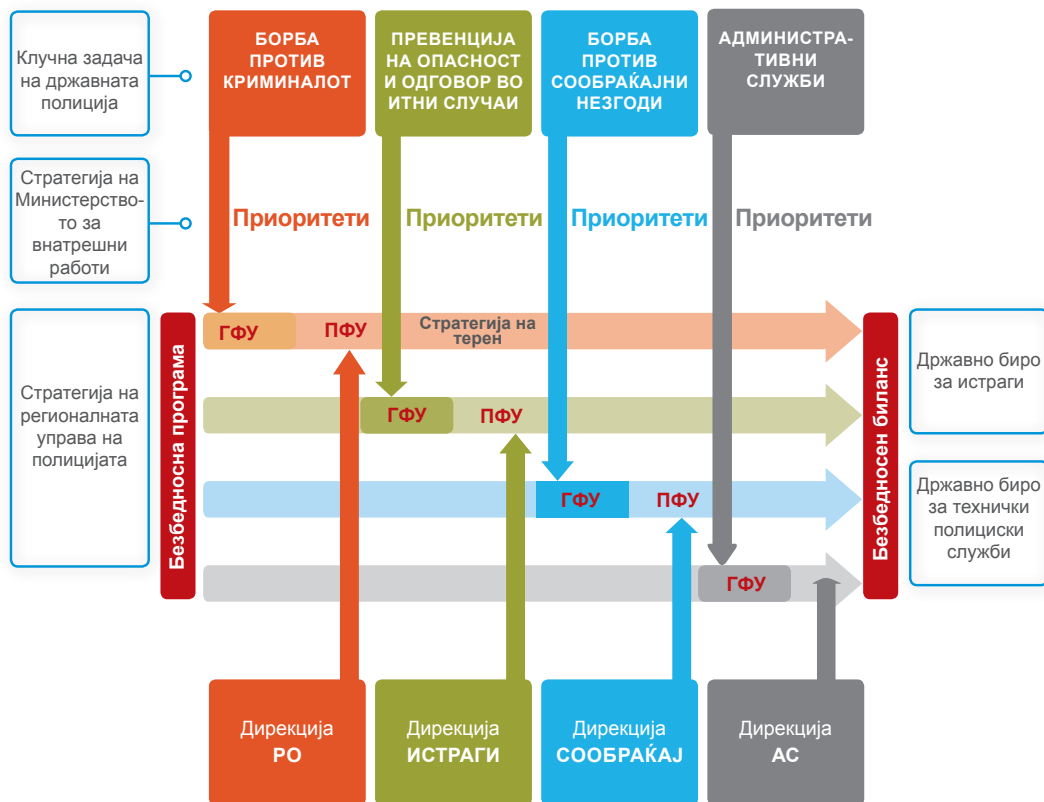 Клучна задача
на државната
полиција
БОРБА
ПРОТИВ
КРИМИНАЛОТ
ПРЕВЕНЦИЈА
НА ОПАСНОСТ
И ОДГОВОР ВО
ИТНИ СЛУЧАИ
БОРБА
ПРОТИВ
СООБРАЌАЈНИ
НЕЗГОДИ
АДМИНИСТРА-
ТИВНИ
СЛУЖБИ
Стратегија на
Министерство-
то за
внатрешни
работи
Приоритети
Приоритети
Приоритети
Приоритети
Стратегија на
регионалната
управа на
полицијата
Безбедносна програма
ГФУ
ПФУ
Стратегија на
терен
ГФУ
ПФУ
ГФУ
ПФУ
ГФУ
Безбедносен биланс
Државно биро
за истраги
Државно биро
за технички
полициски
служби
Дирекција
РО
Дирекција
ИСТРАГИ
Дирекција
СООБРАЌАЈ
Дирекција
АС